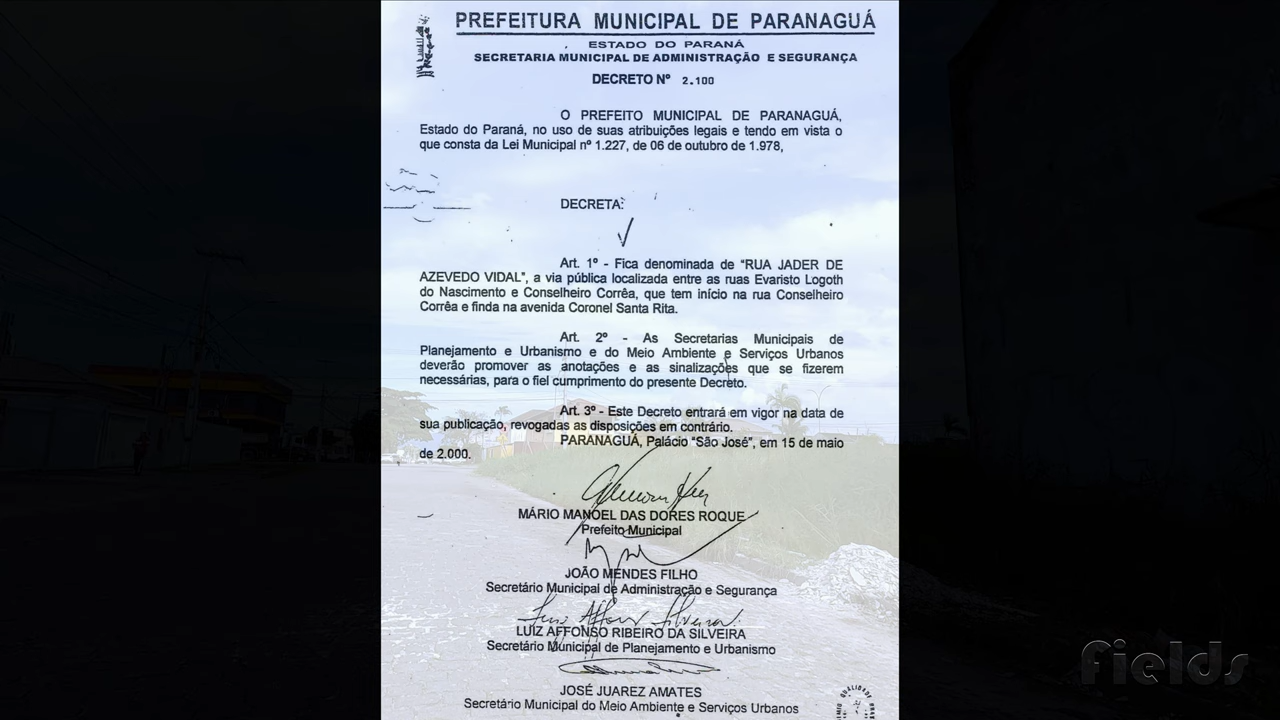 PREFEITURA MUNICIPAL DE PARANAGUÁ
ESTADO DO PARANÁ
SECRETARIA MUNICIPAL DE ADMINISTRAÇÃO E SEGURANÇA
DECRETO Nº 2.100
O PREFEITO MUNICIPAL DE PARANAGUÁ,
Estado do Paraná, no uso de suas atribuições legais e tendo em vista o
que consta da Lei Municipal nº 1.227, de 06 de outubro de 1.978,
DECRETA:
Art. 1º - Fica denominada de “RUA JADER DE
AZEVEDO VIDAL”, a via pública localizada entre as ruas Evaristo Logoth
do Nascimento e Conselheiro Corrêa, que tem início na rua Conselheiro
Corrêa e finda na avenida Coronel Santa Rita.
Art. 2º - As Secretarias Municipais de
Planejamento e Urbanismo e do Meio Ambiente e Serviços Urbanos
deverão promover as anotações e as sinalizações que se fizerem
necessárias, para o fiel cumprimento do presente Decreto.
Art. 3º - Este Decreto entrará em vigor na data de
sua publicação, revogadas as disposições em contrário.
PARANAGUÁ, Palácio “São José”, em 15 de maio
de 2.000.
MÁRIO MANOEL DAS DORES ROQUE
Prefeito Municipal
JOÃO MENDES FILHO
Secretário Municipal de Administração e Segurança
Luiz Affonso Silveira
LUIZ AFFONSO RIBEIRO DA SILVEIRA
Secretário Municipal de Planejamento e Urbanismo
JOSÉ JUAREZ AMATES
Secretário Municipal do Meio Ambiente e Serviços Urbanos
QUALIDADE
fields